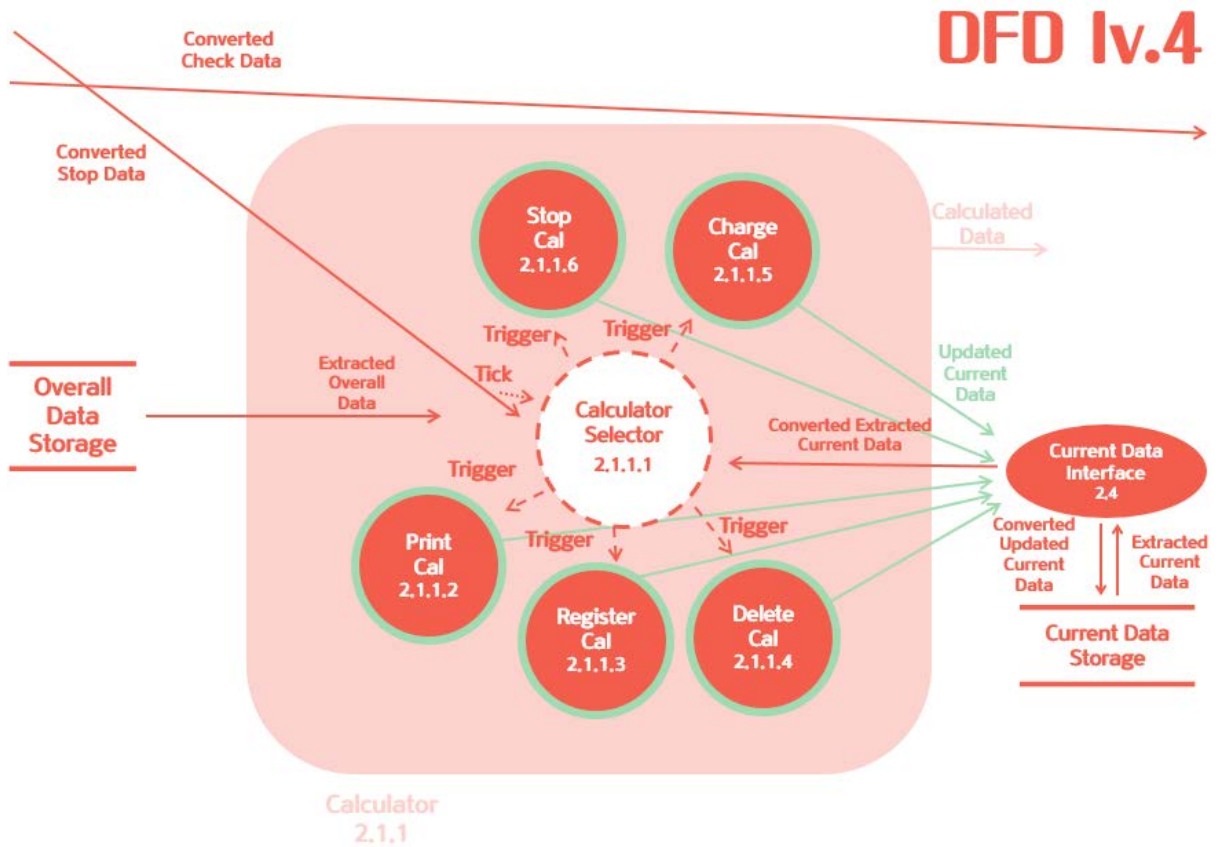 DFD lv.4
Converted
Check Data
Converted
Stop Data
Stop
Cal
2.1.1.6
Charge
Cal
2.1.1.5
Calculated
Data
Trigger
Trigger
Tick
Overall
Data
Storage
Extracted
Overall
Data
Updated
Current
Data
Calculator
Selector
2.1.1.1
Converted Extracted
Current Data
Current Data
Interface
2.4
Trigger
Trigger
Trigger
Print
Cal
2.1.1.2
Register
Cal
2.1.1.3
Delete
Cal
2.1.1.4
Converted
Updated
Current
Data
Extracted
Current
Data
Current Data
Storage
Calculator
2.1.1